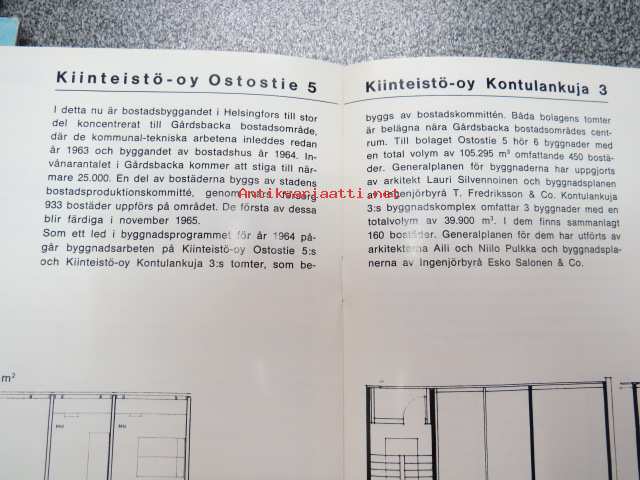 Kiinteistö-oy Ostostie 5
I detta nu är bostadsbyggandet i Helsingfors till stor
del koncentrerat till Gårdsbacka bostadsområde,
där de kommunal-tekniska arbetena inleddes redan
år 1963 och byggandet av bostadshus år 1964. In-
vånarantalet i Gårdsbacka kommer att stiga till när-
mare 25.000. En del av bostäderna byggs av stadens
bostadsproduktionskommitté, genom vars försorg
933 bostäder uppförs på området. De första av dessa
blir färdiga i november 1965.
Som ett led i byggnadsprogrammet för år 1964 på-
går byggnadsarbeten på Kiinteistö-oy Ostostie 5:s
och Kiinteistö-oy Kontulankuja 3:s tomter, som be-
Kiinteistö-oy Kontulankuja 3
byggs av bostadskommittén. Båda bolagens tomter
är belägna nära Gårdsbacka bostadsområdes cent-
rum. Till bolaget Ostostie 5 hör 6 byggnader med
en total volym av 105.295 m³ omfattande 450 bostä-
der. Generalplanen för byggnaderna har uppgjorts
av arkitekt Lauri Silvennoinen och byggnadsplanen
av Ingenjörbyrå T. Fredriksson & Co. Kontulankuja
3:s byggnadskomplex omfattar 3 byggnader med en
totalvolym av 39.900 m³. I dem finns sammanlagt
160 bostäder. Generalplanen för dem har utförts av
arkitekterna Aili och Niilo Pulkka och byggnadspla-
nerna av Ingenjörbyrå Esko Salonen & Co.
Antikvariaatti.net
m²